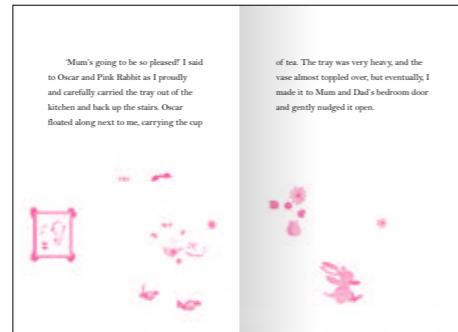 'Mum's going to be so pleased!' I said
to Oscar and Pink Rabbit as I proudly
and carefully carried the tray out of the
kitchen and back up the stairs. Oscar
floated along next to me, carrying the cup
of tea. The tray was very heavy, and the
vase almost toppled over, but eventually, I
made it to Mum and Dad's bedroom door
and gently nudged it open.